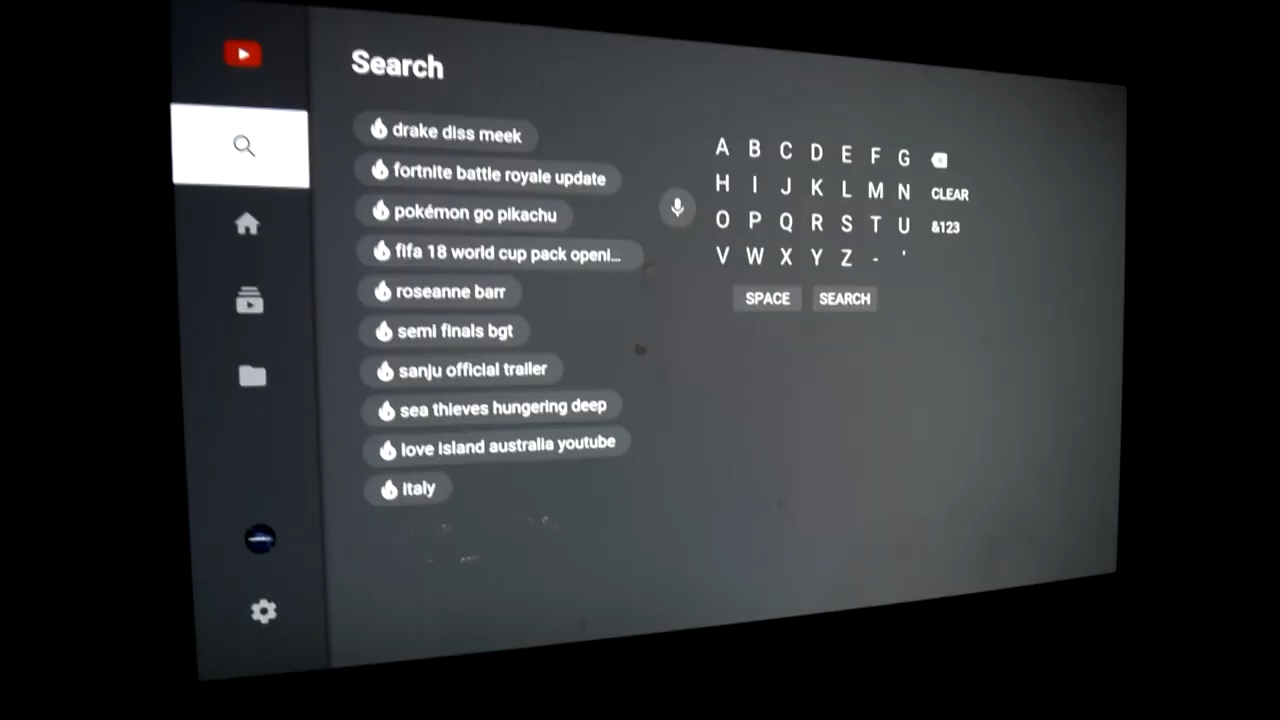 Search
drake diss meek
fortnite battle royale update
pokémon go pikachu
fifa 18 world cup pack openi...
roseanne barr
semi finals bgt
sanju official trailer
sea thieves hungering deep
love island australia youtube
italy
A B C D E F G
H I J K L M N CLEAR
O P Q R S T U &123
V W X Y Z - '
SPACE SEARCH